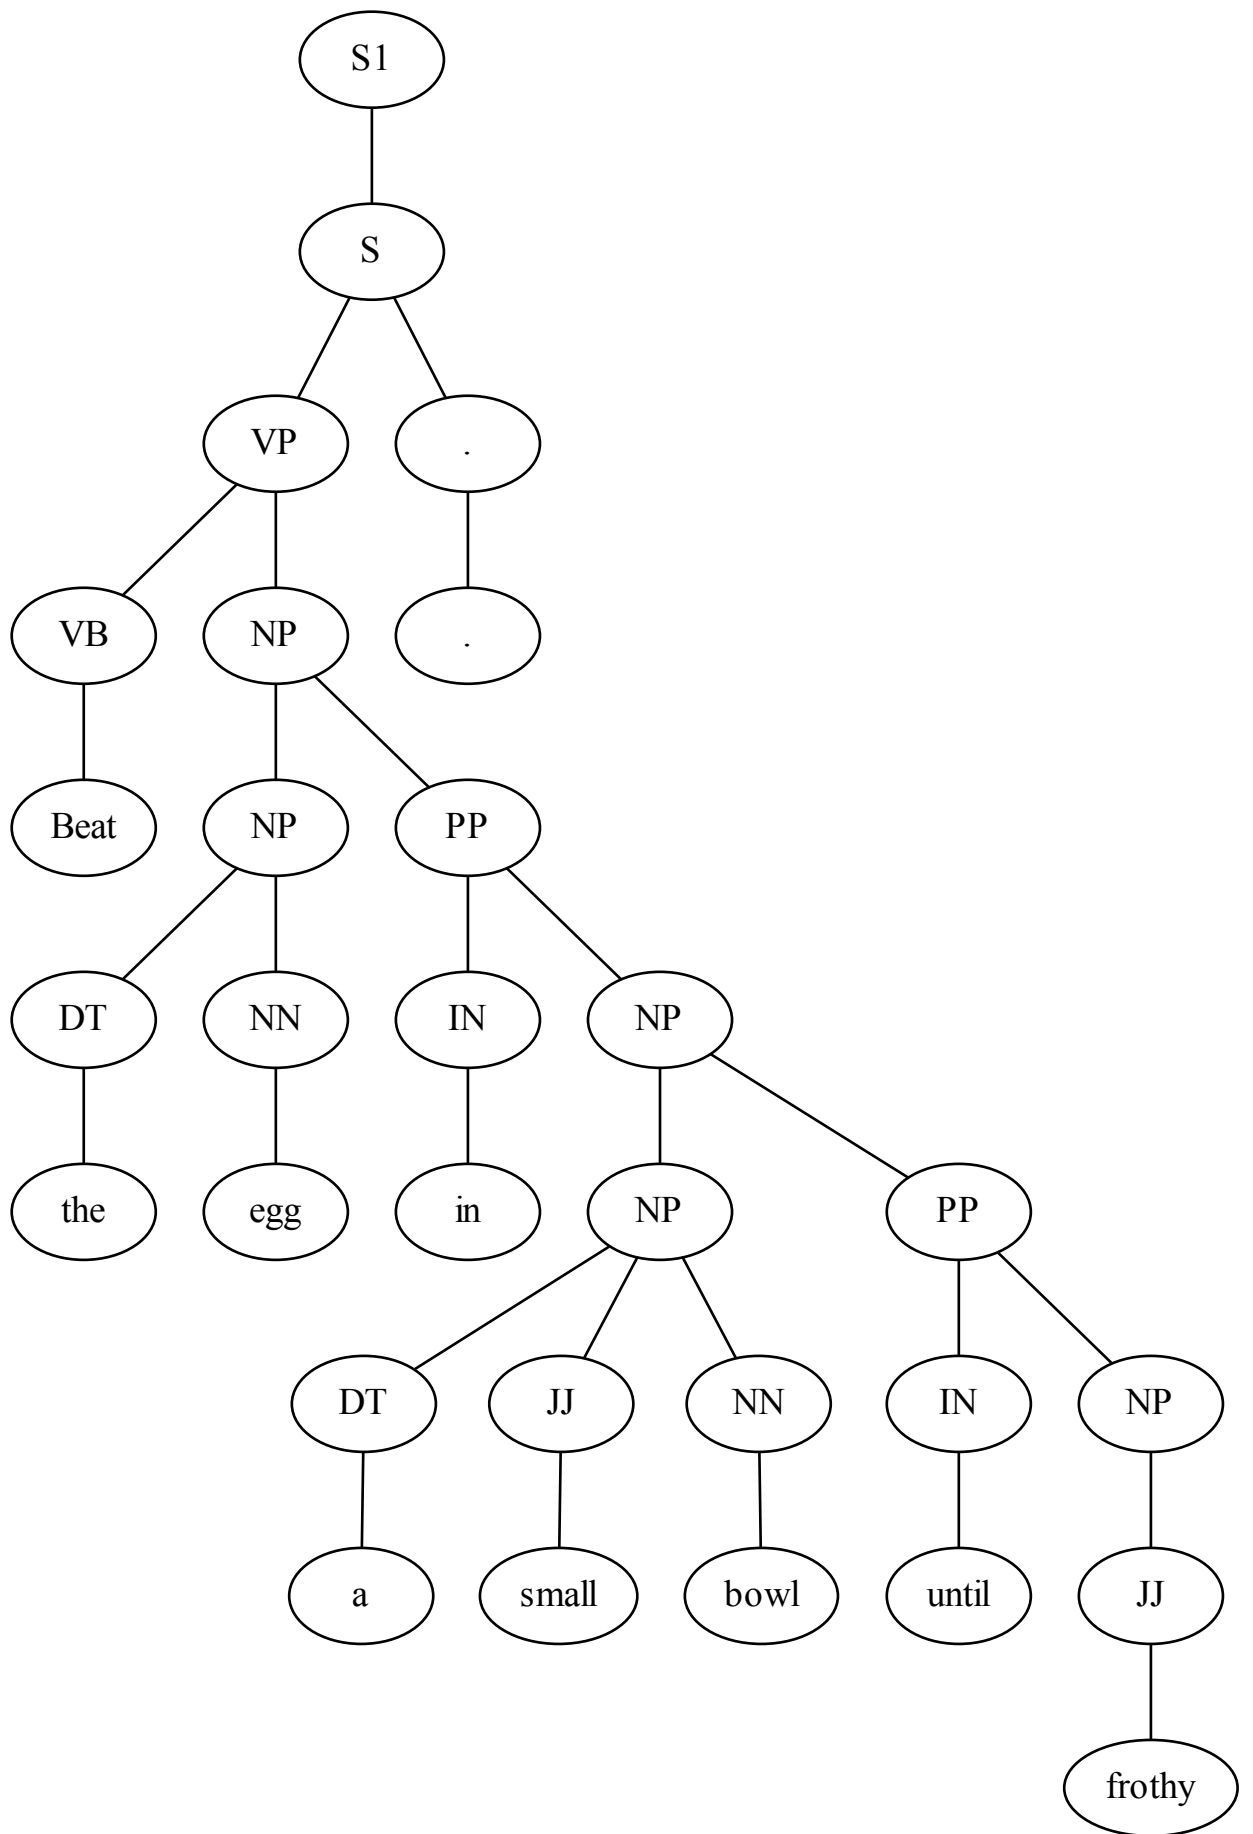 S1
S
VP .
VB NP .
Beat NP PP
DT NN IN NP
the egg in NP PP
DT JJ NN IN NP
a small bowl until JJ
frothy